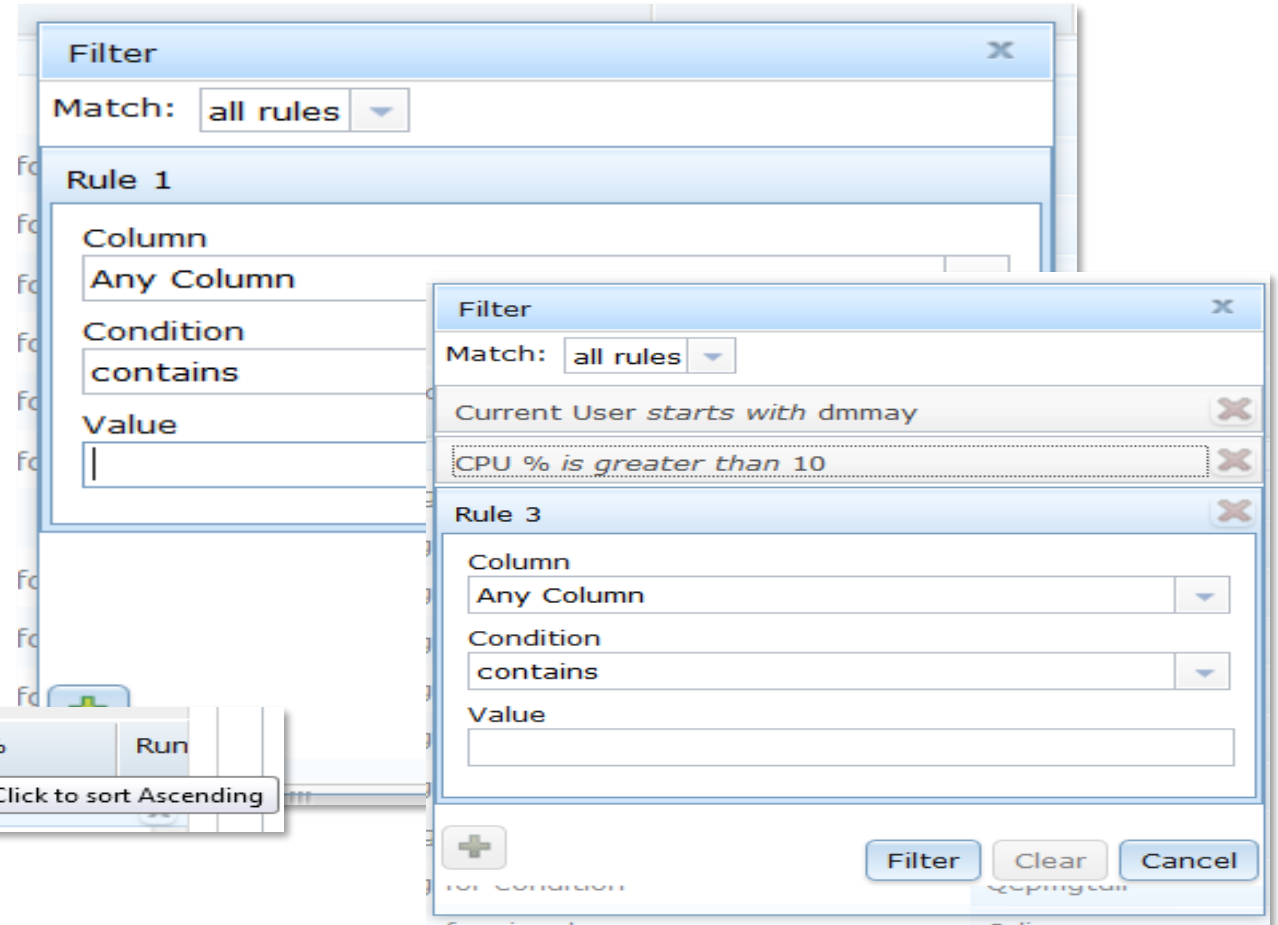 Filter
Match: all rules
Rule 1
Column
Any Column
Condition
contains
Value
Run
Click to sort Ascending
Filter
Match: all rules
Current User starts with dmmay
CPU % is greater than 10
Rule 3
Column
Any Column
Condition
contains
Value
Filter Clear Cancel
for Condition